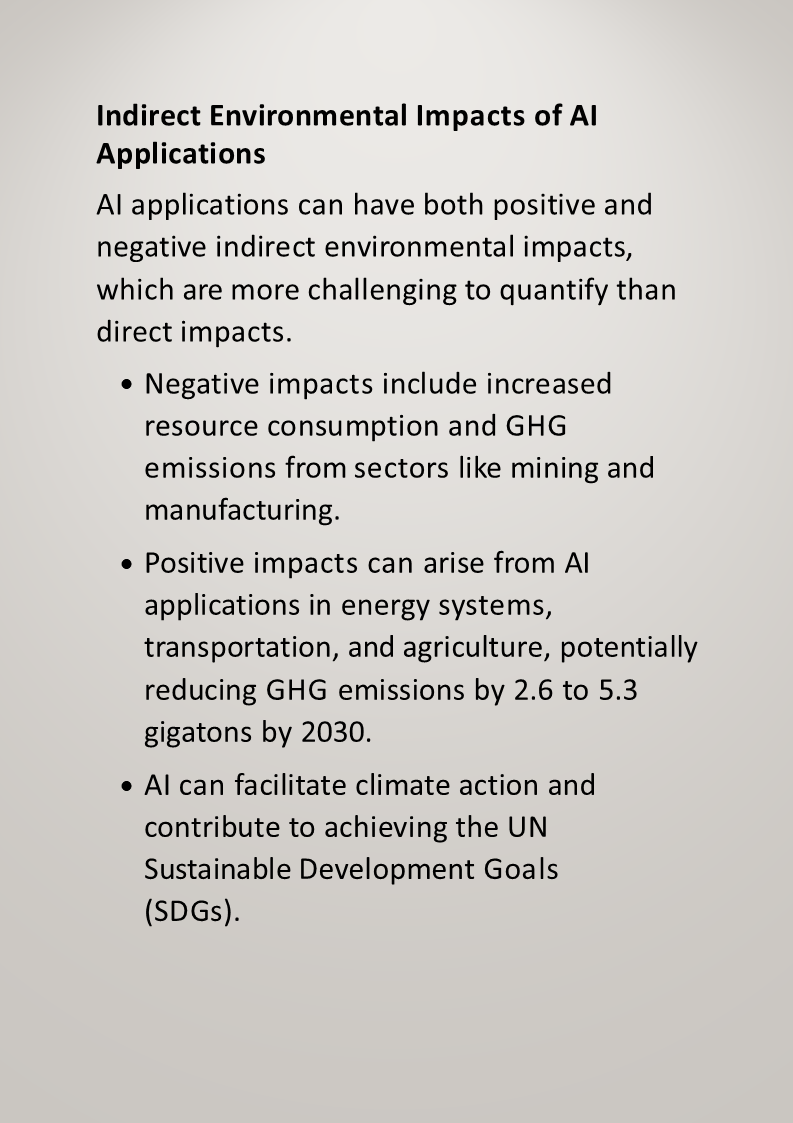 Indirect Environmental Impacts of AI
Applications
AI applications can have both positive and
negative indirect environmental impacts,
which are more challenging to quantify than
direct impacts.
• Negative impacts include increased
resource consumption and GHG
emissions from sectors like mining and
manufacturing.
• Positive impacts can arise from AI
applications in energy systems,
transportation, and agriculture, potentially
reducing GHG emissions by 2.6 to 5.3
gigatons by 2030.
• AI can facilitate climate action and
contribute to achieving the UN
Sustainable Development Goals
(SDGs).